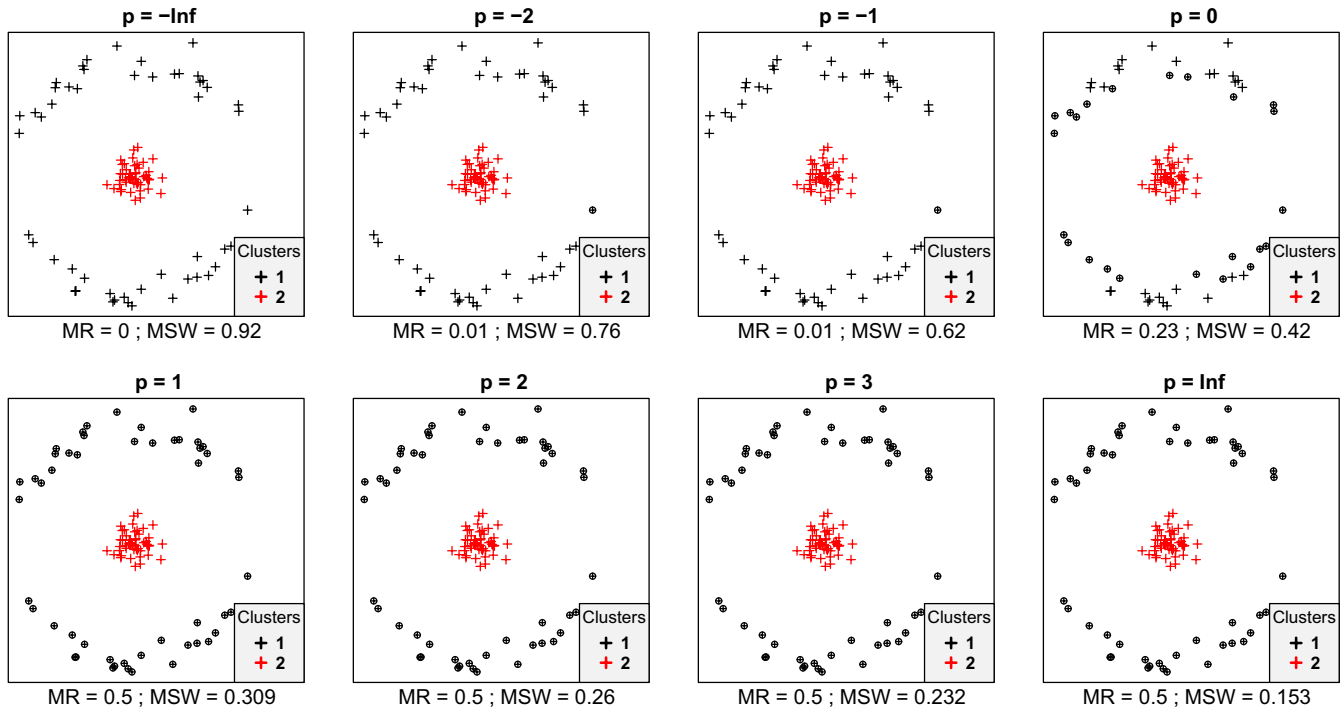 p = −Inf
p = −2
p = −1
p = 0
Clusters
1
2
Clusters
1
2
Clusters
1
2
Clusters
1
2
MR = 0 ; MSW = 0.92
MR = 0.01 ; MSW = 0.76
MR = 0.01 ; MSW = 0.62
MR = 0.23 ; MSW = 0.42
p = 1
p = 2
p = 3
p = Inf
Clusters
1
2
Clusters
1
2
Clusters
1
2
Clusters
1
2
MR = 0.5 ; MSW = 0.309
MR = 0.5 ; MSW = 0.26
MR = 0.5 ; MSW = 0.232
MR = 0.5 ; MSW = 0.153